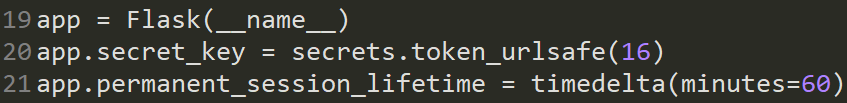 19 app = Flask(__name__)
20 app.secret_key = secrets.token_urlsafe(16)
21 app.permanent_session_lifetime = timedelta(minutes=60)